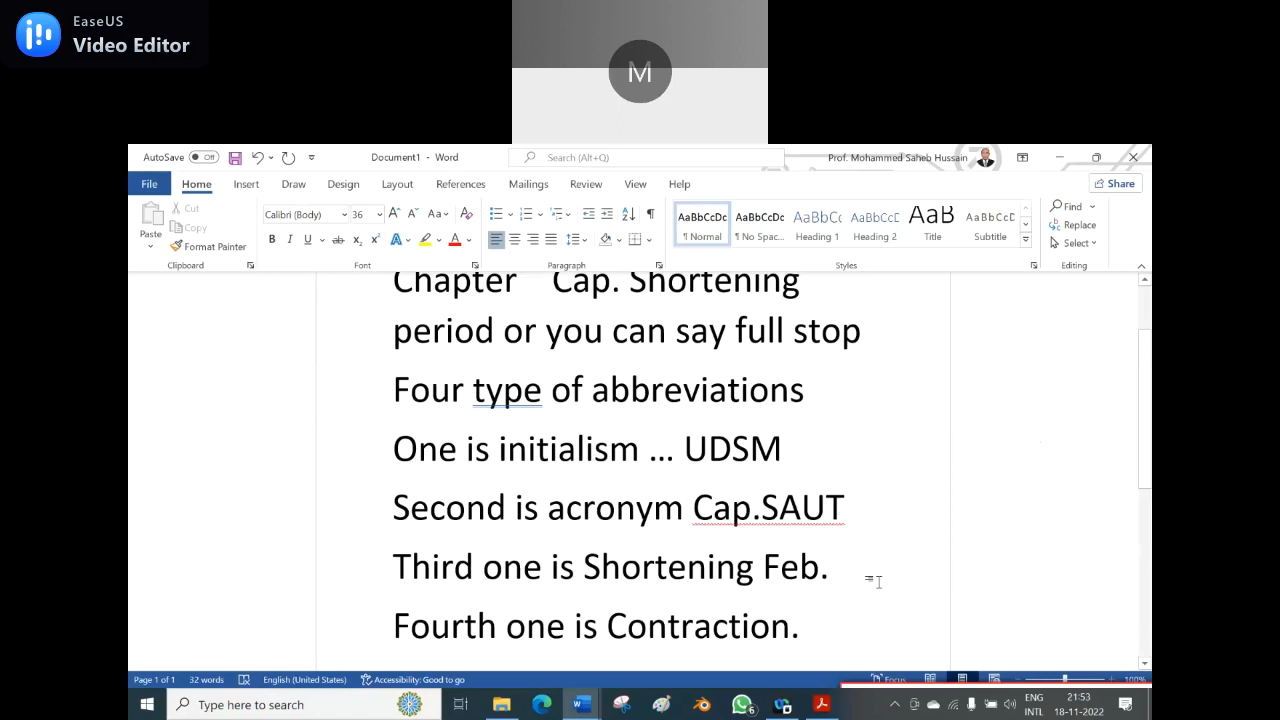 EaseUS
Video Editor
M
AutoSave Off Document1 - Word Search (Alt+Q) Prof. Mohammed Saheb Hussain
File Home Insert Draw Design Layout References Mailings Review View Help Share
Paste Cut Copy Format Painter
Calibri (Body) 36
AaBbCcDc AaBbCcDc AaBbC AaBbCcD AaB AaBbCcD
¶ Normal ¶ No Spac... Heading 1 Heading 2 Title Subtitle
Find
Replace
Select
Clipboard Font Paragraph Styles Editing
Chapter Cap. Shortening
period or you can say full stop
Four type of abbreviations
One is initialism ... UDSM
Second is acronym Cap.SAUT
Third one is Shortening Feb.
Fourth one is Contraction.
Page 1 of 1 32 words English (United States) Accessibility: Good to go Focus 100%
Type here to search 6 ENG 21:53
INTL 18-11-2022